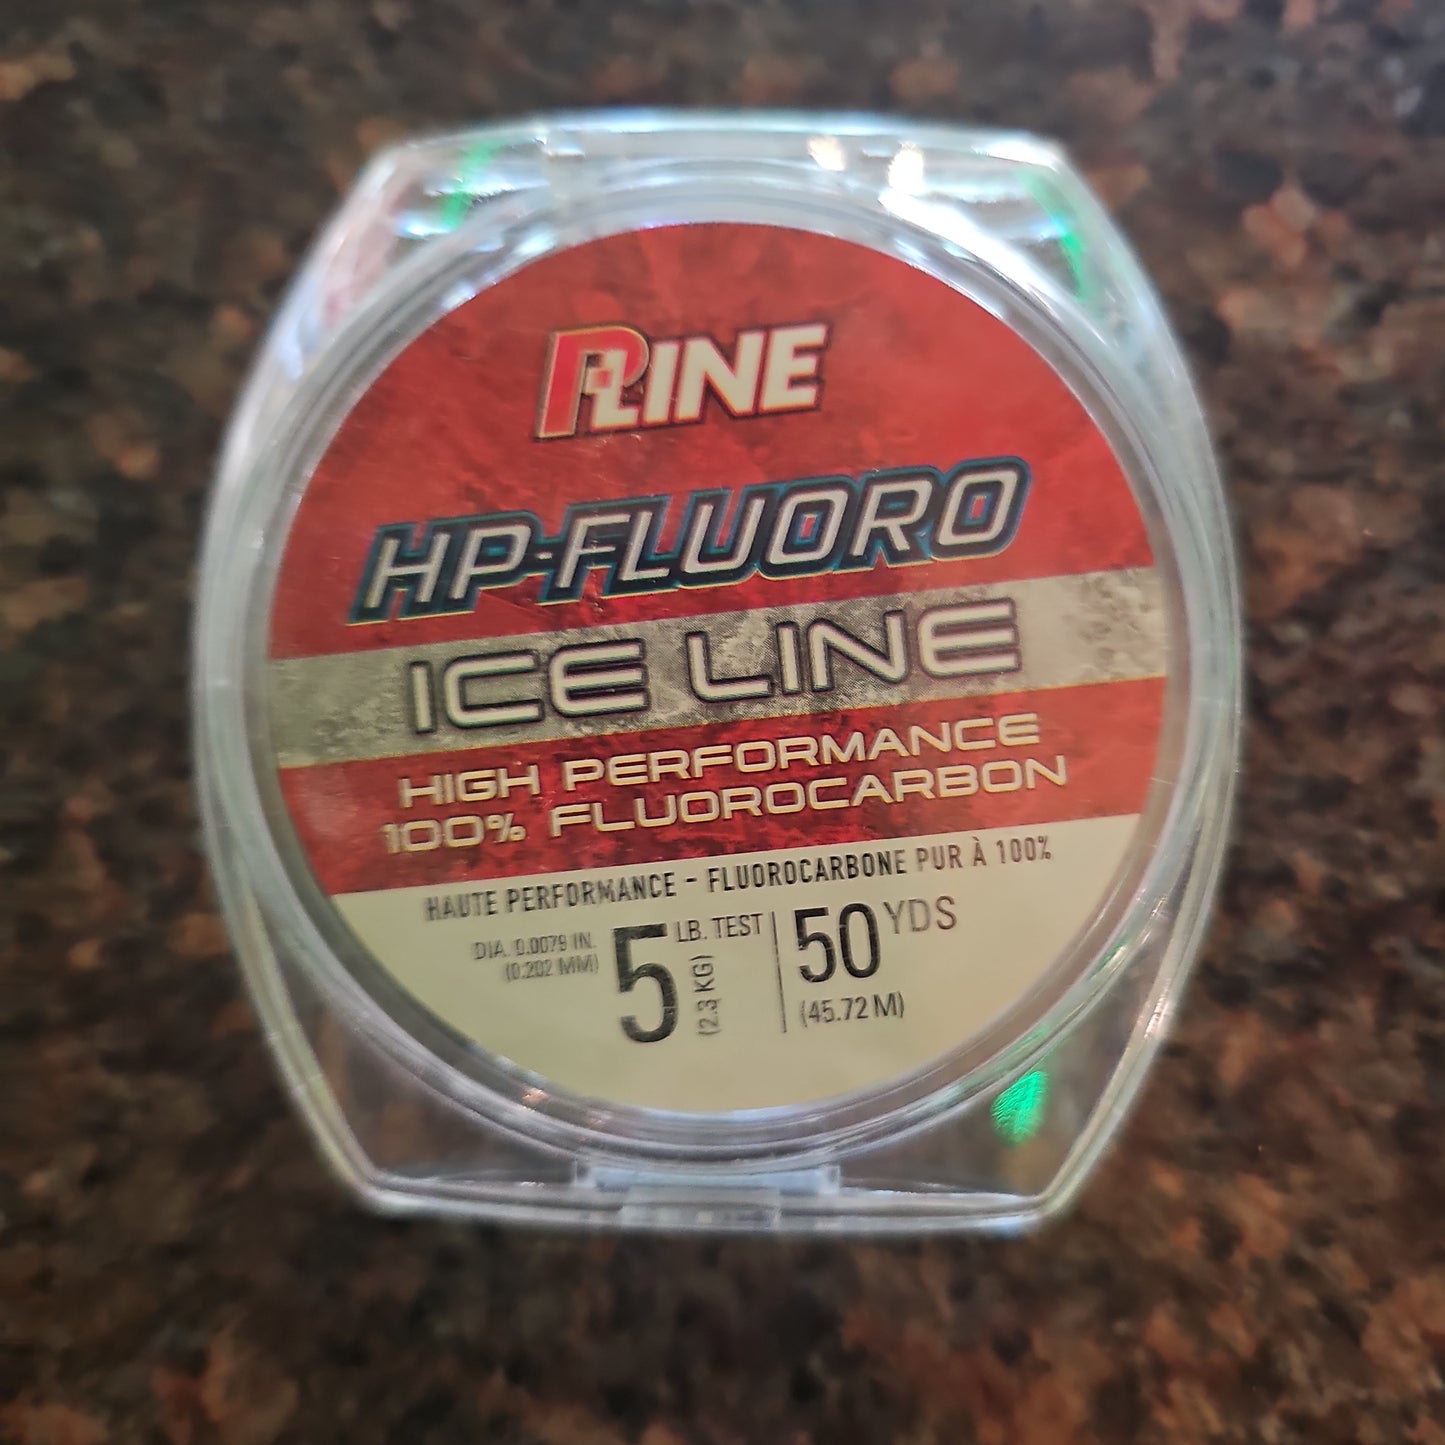 P-LINE
HP-FLUORO
ICE LINE
HIGH PERFORMANCE
100% FLUOROCARBON
HAUTE PERFORMANCE - FLUOROCARBONE PUR À 100%
DIA. 0.0079 IN.
(0.202 MM)
5 LB. TEST
(2.3 KG)
50 YDS
(45.72 M)